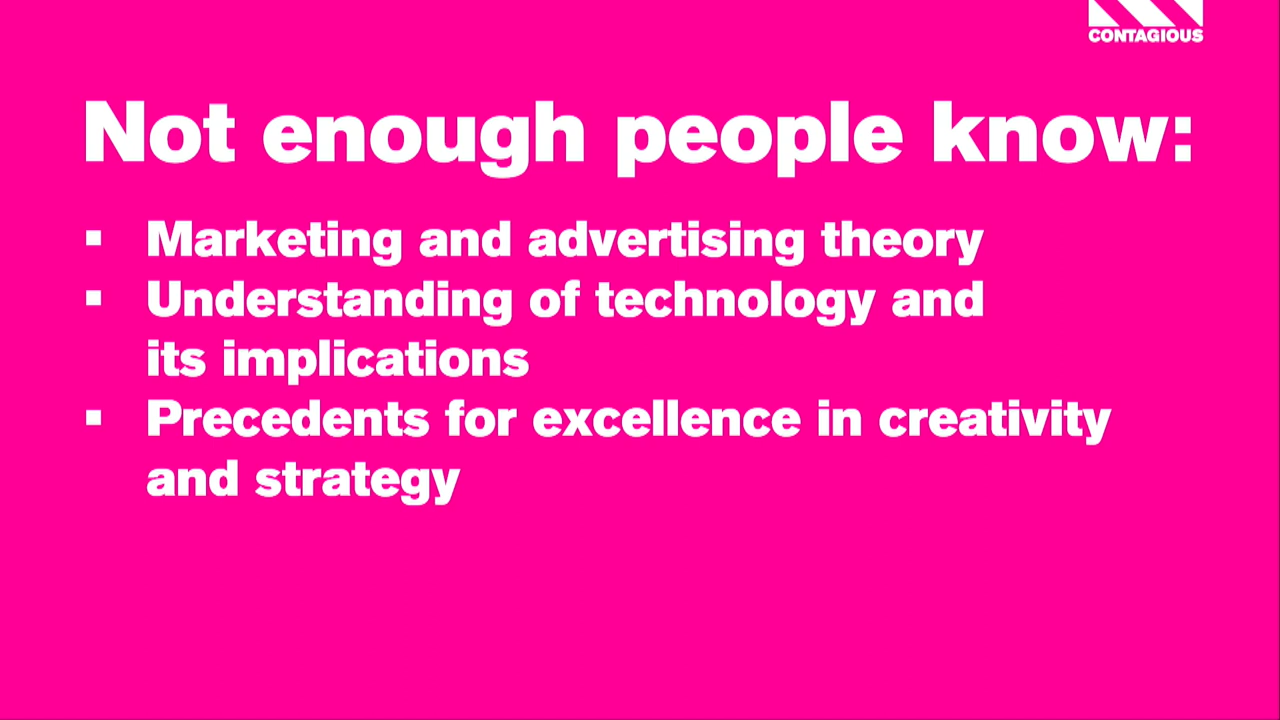 CONTAGIOUS
Not enough people know:
▪ Marketing and advertising theory
▪ Understanding of technology and
its implications
▪ Precedents for excellence in creativity
and strategy